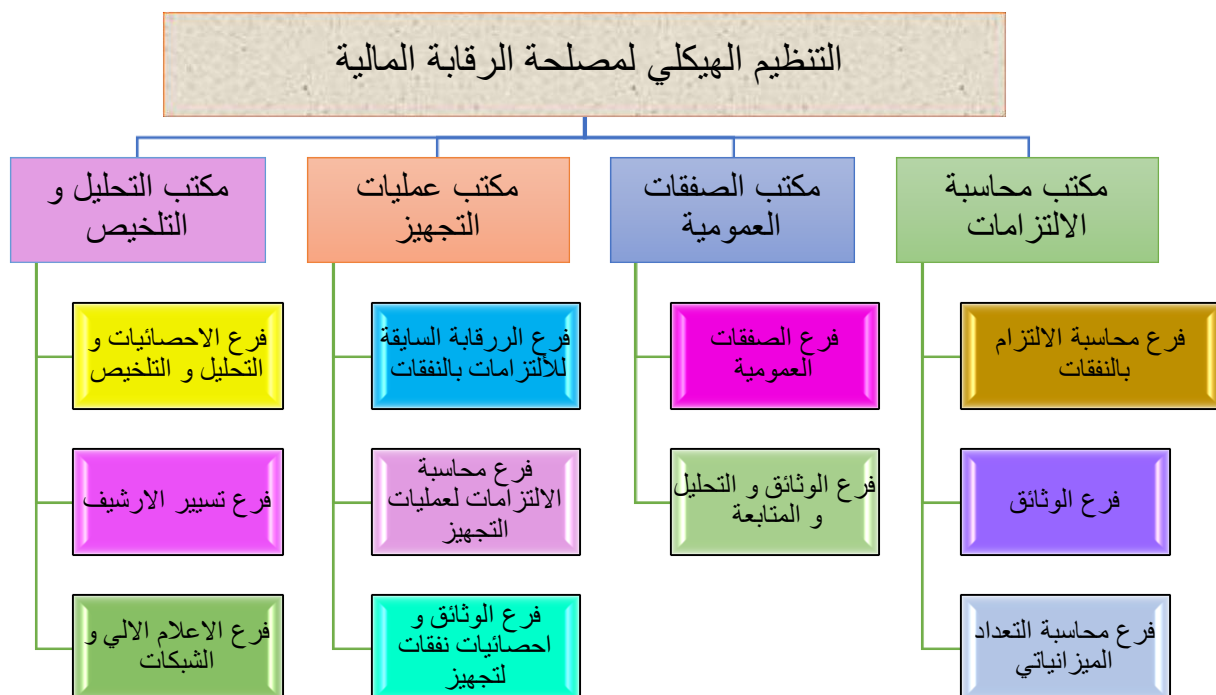 التنظيم الهيكلي لمصلحة الرقابة المالية
مكتب محاسبة
الالتزامات
مكتب الصفقات
العمومية
مكتب عمليات
التجهيز
مكتب التحليل و
التلخيص
فرع محاسبة الالتزام
بالنفقات
فرع الوثائق
فرع محاسبة التعداد
الميزانياتي
فرع الصفقات
العمومية
فرع الوثائق و التحليل
و المتابعة
فرع الررقابة السايقة
للألتزامات بالنفقات
فرع محاسبة
الالتزامات لعمليات
التجهيز
فرع الوثائق و
احصائيات نفقات
لتجهيز
فرع الاحصائيات و
التحليل و التلخيص
فرع تسيير الارشيف
فرع الاعلام الالي و
الشبكات